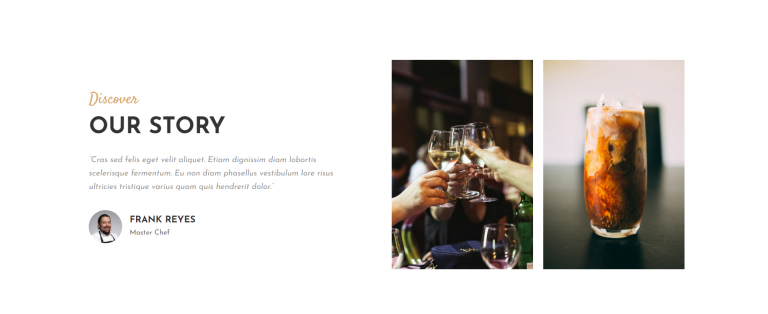 Discover
OUR STORY
"Cras sed felis eget velit aliquet. Etiam dignissim diam lobortis
scelerisque fermentum. Eu non diam phasellus vestibulum lore risus
ultricies tristique varius quam quis hendrerit dolor."
FRANK REYES
Master Chef